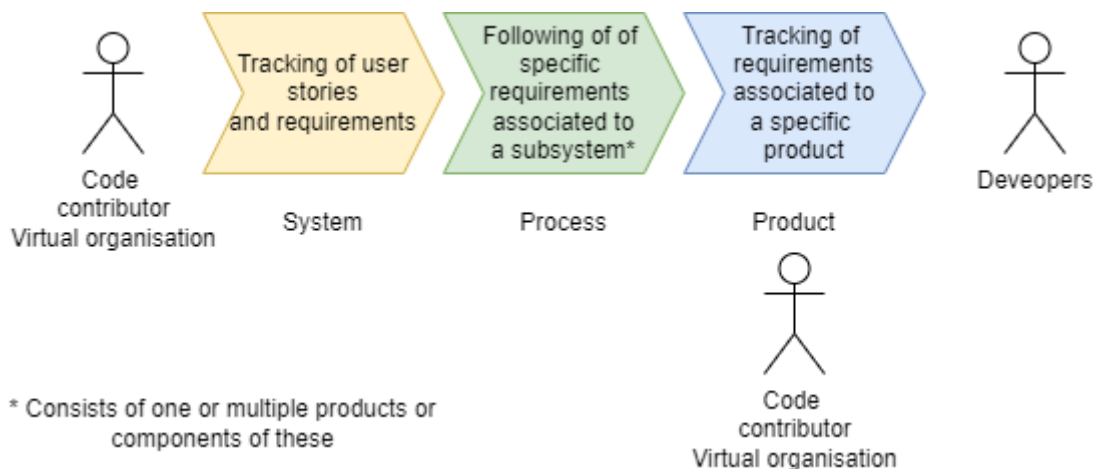 Tracking of user
stories
and requirements
Following of of
specific
requirements
associated to
a subsystem*
Tracking of
requirements
associated to
a specific
product
Code
contributor
Virtual organisation
System
Process
Product
Deveopers
Code
contributor
Virtual organisation
* Consists of one or multiple products or
components of these